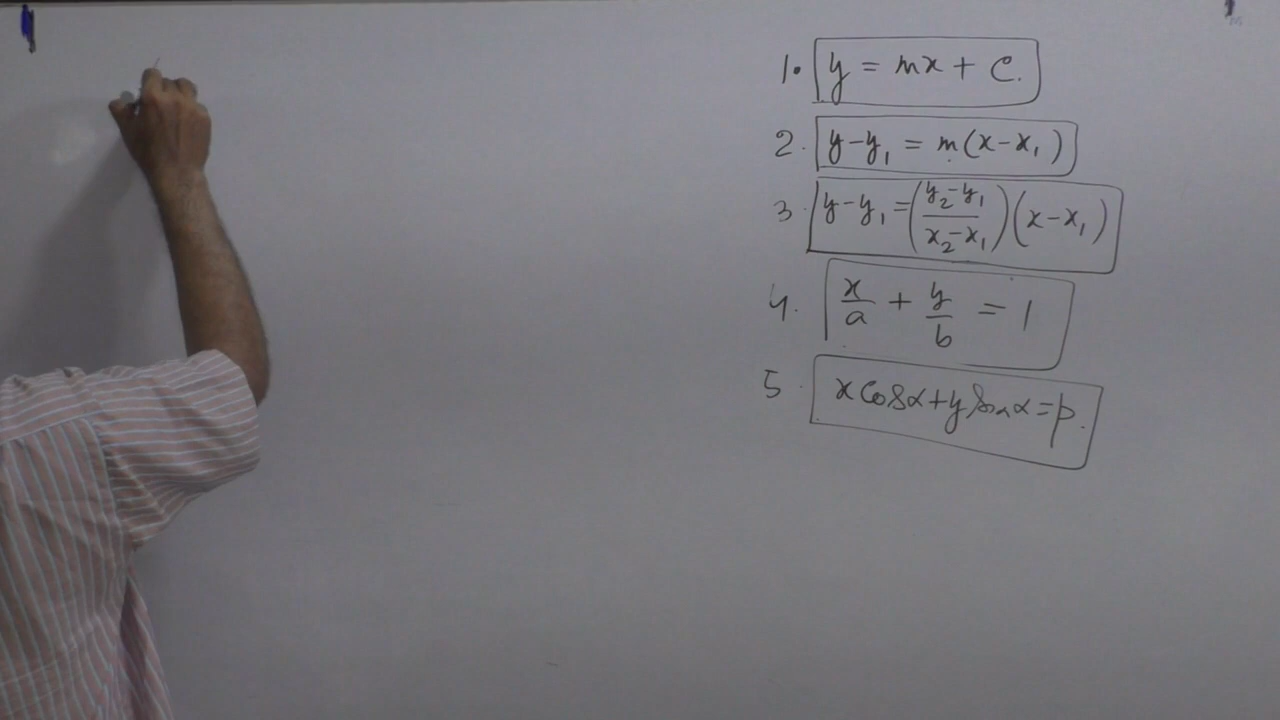 1. y = mx + c.
2. y-y₁ = m(x-x₁)
3. y-y₁ = (y₂-y₁/x₂-x₁)(x-x₁)
4. x/a + y/b = 1
5. x cosα + y sinα = p.